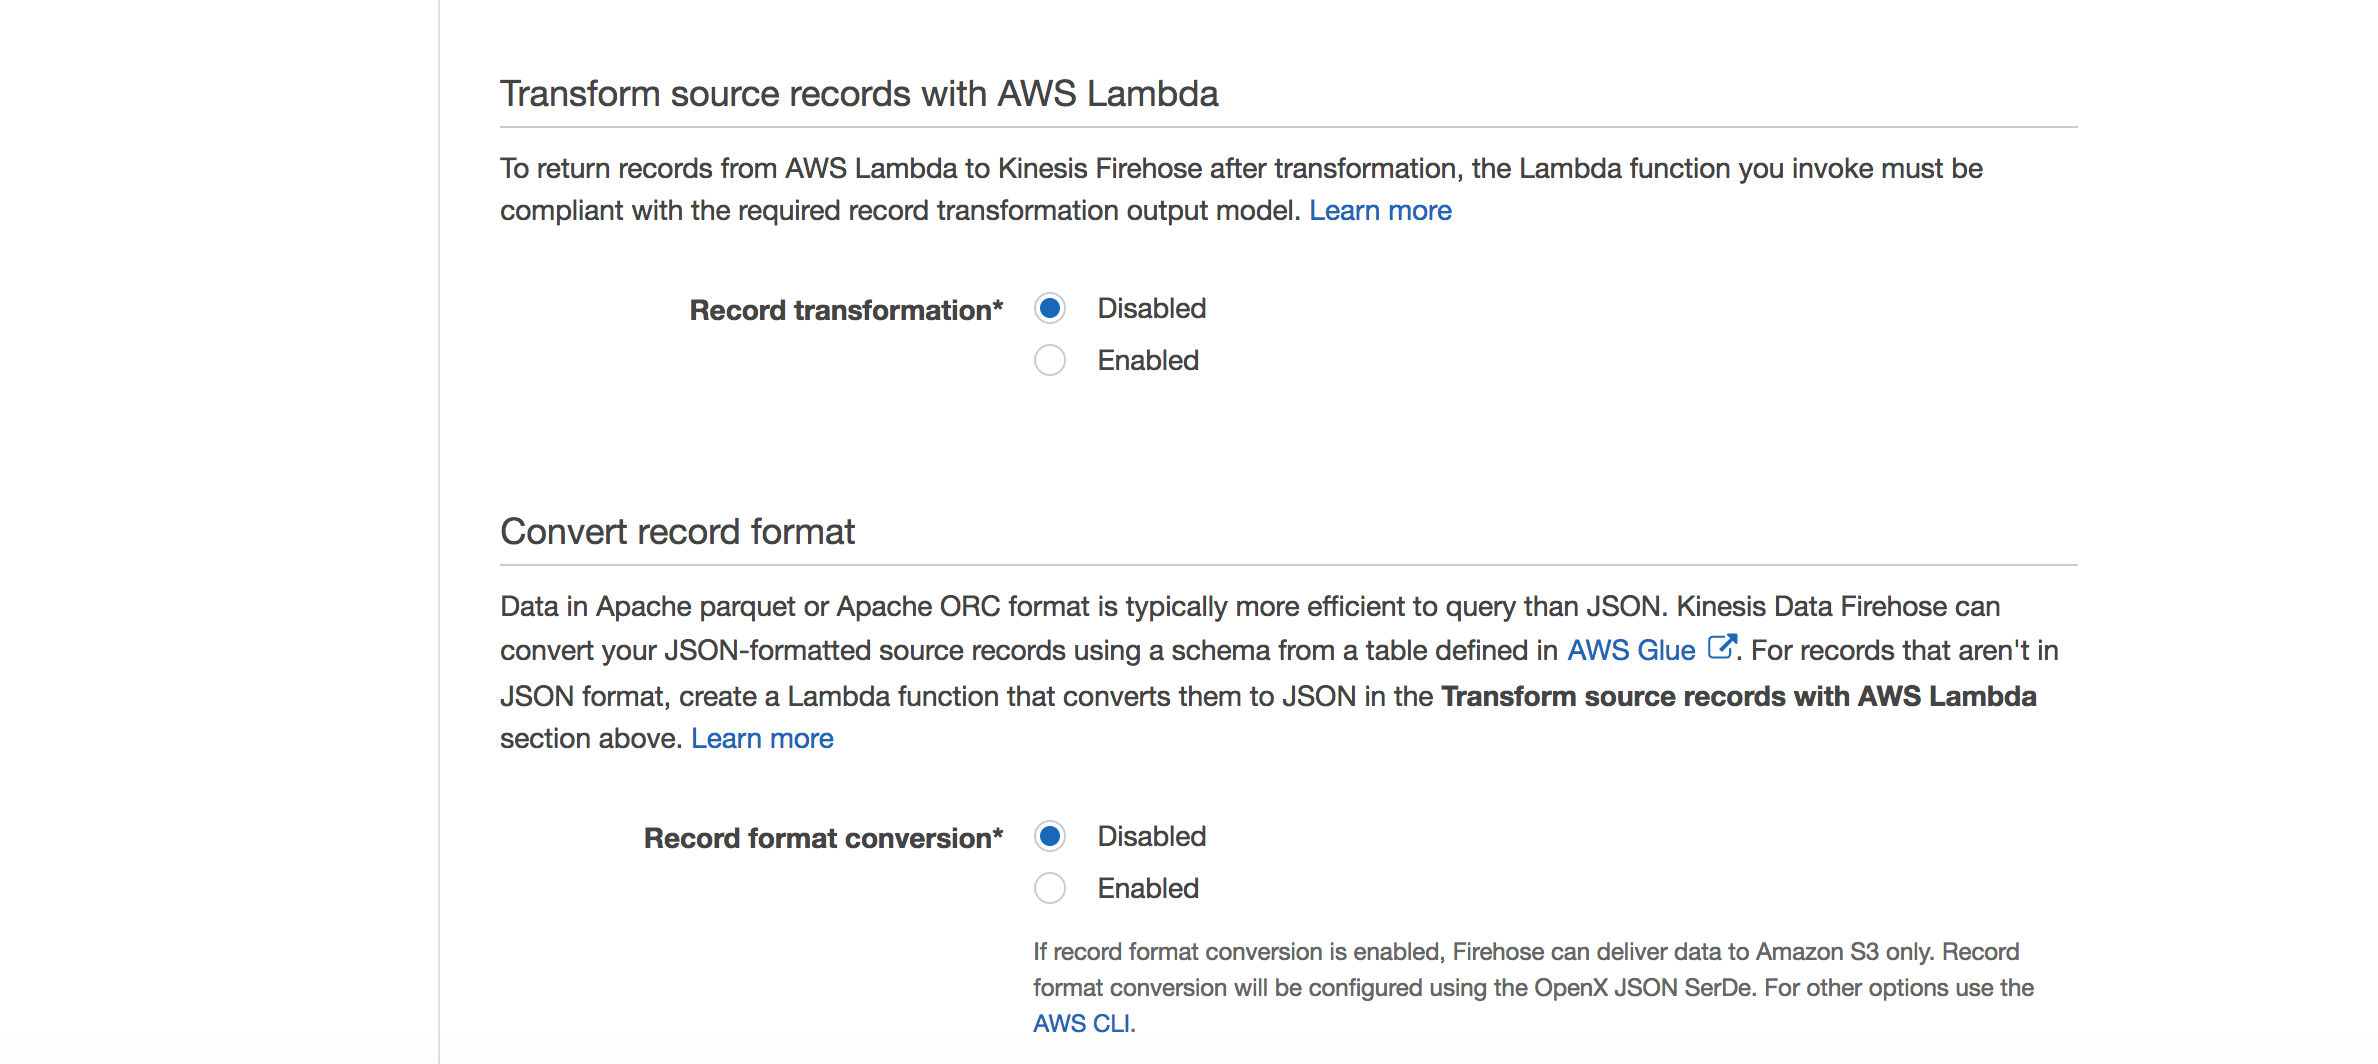 Transform source records with AWS Lambda
To return records from AWS Lambda to Kinesis Firehose after transformation, the Lambda function you invoke must be
compliant with the required record transformation output model. Learn more
Record transformation*
Disabled
Enabled
Convert record format
Data in Apache parquet or Apache ORC format is typically more efficient to query than JSON. Kinesis Data Firehose can
convert your JSON-formatted source records using a schema from a table defined in AWS Glue . For records that aren't in
JSON format, create a Lambda function that converts them to JSON in the Transform source records with AWS Lambda
section above. Learn more
Record format conversion*
Disabled
Enabled
If record format conversion is enabled, Firehose can deliver data to Amazon S3 only. Record
format conversion will be configured using the OpenX JSON SerDe. For other options use the
AWS CLI.